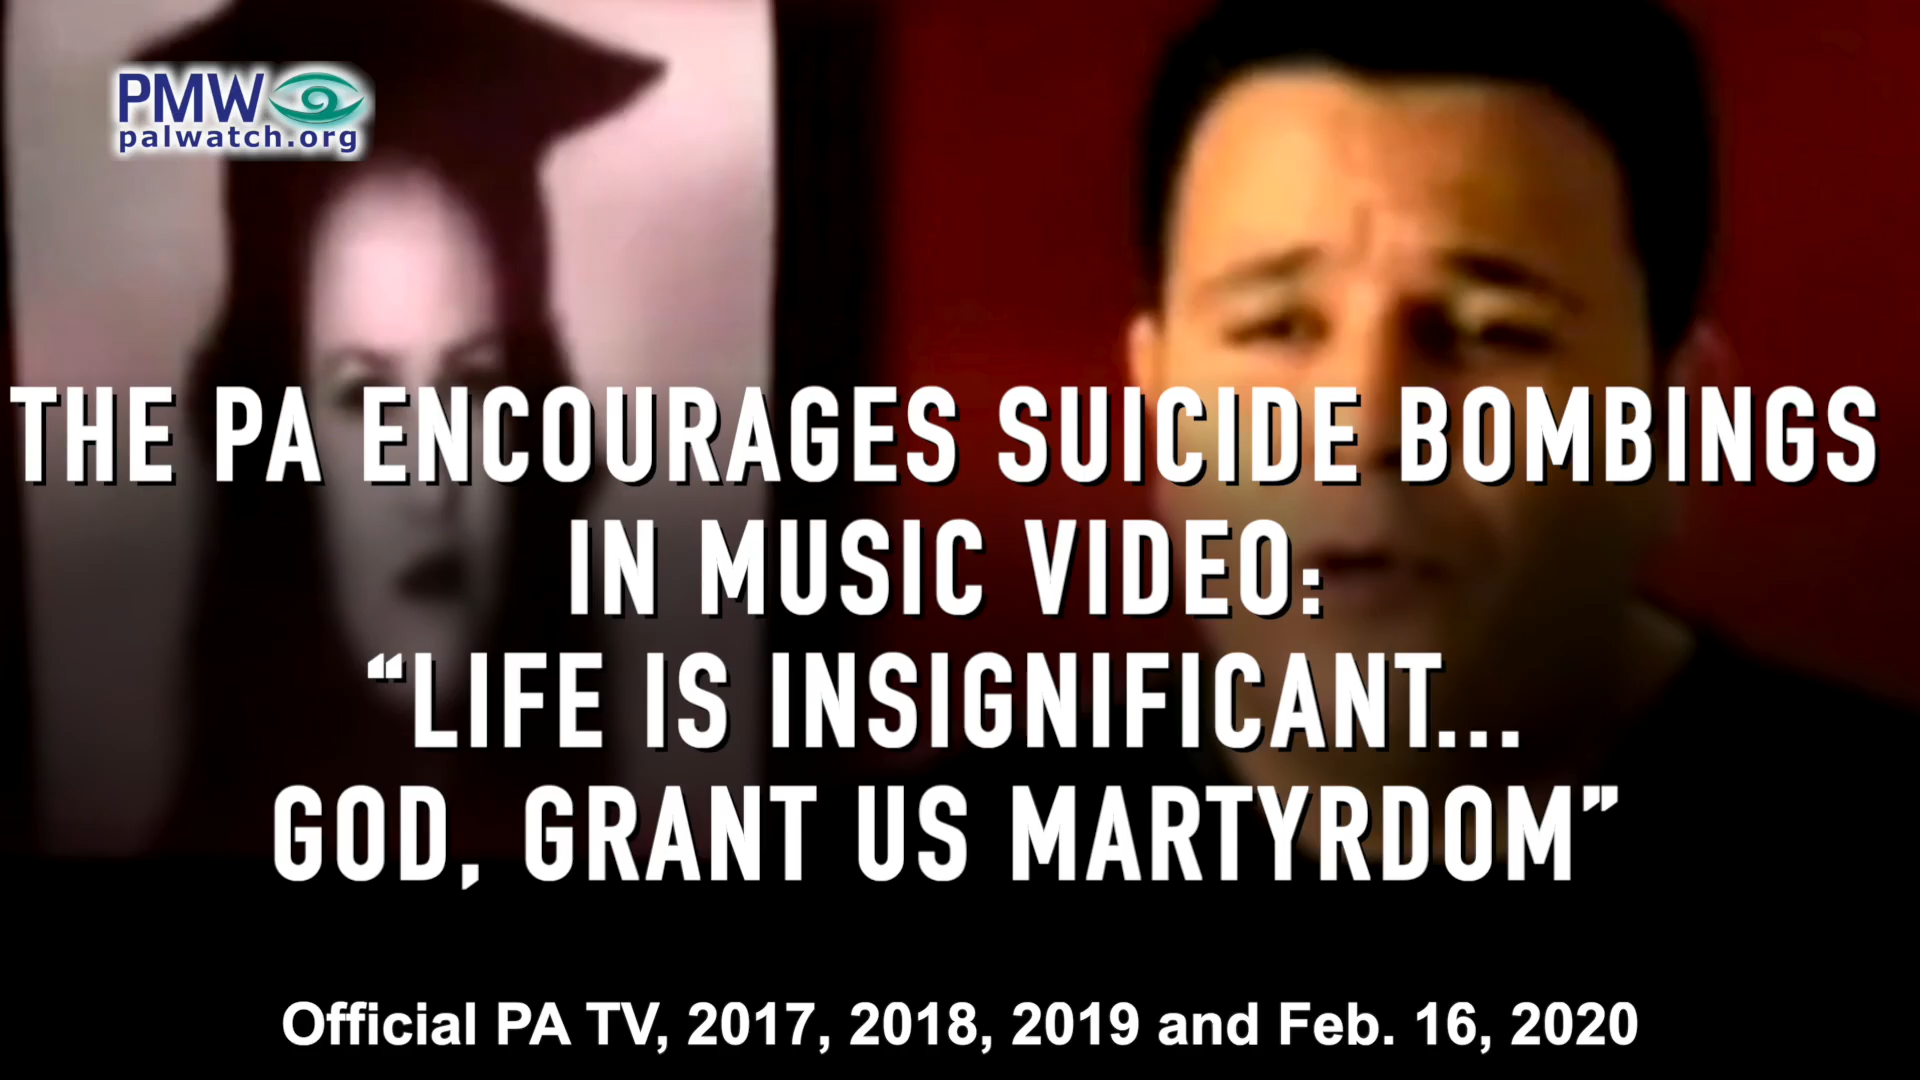 PMW
palwatch.org
THE PA ENCOURAGES SUICIDE BOMBINGS
IN MUSIC VIDEO:
“LIFE IS INSIGNIFICANT...
GOD, GRANT US MARTYRDOM”
Official PA TV, 2017, 2018, 2019 and Feb. 16, 2020